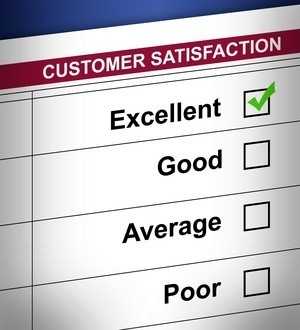 CUSTOMER SATISFACTION
Excellent
Good
Average
Poor